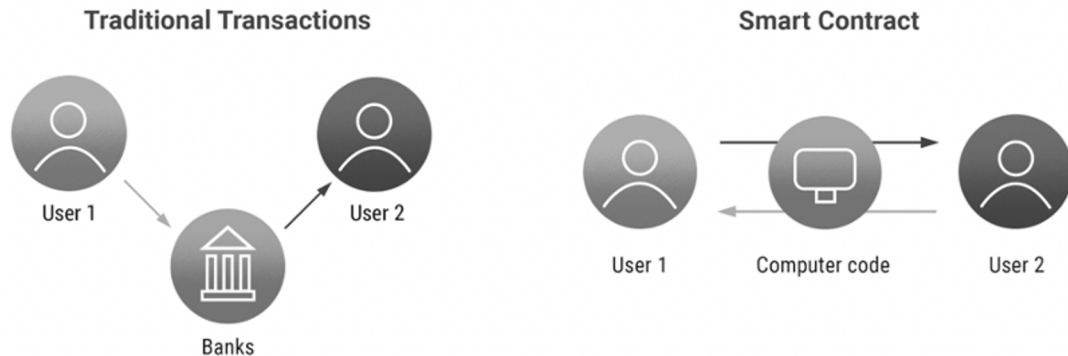 Traditional Transactions
User 1
User 2
Banks
Smart Contract
User 1
Computer code
User 2